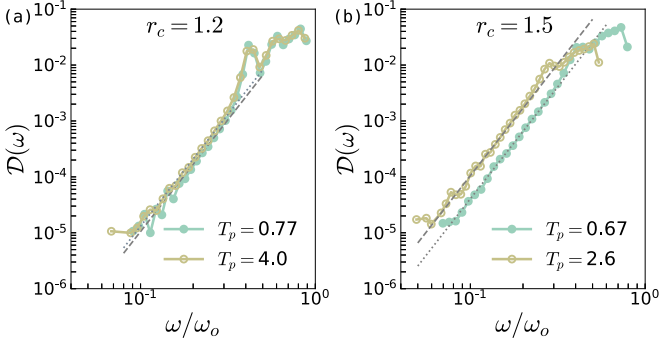 (a)
r_c = 1.2
10^{-1}
10^{-2}
10^{-3}
10^{-4}
10^{-5}
10^{-6}
D(ω)
T_p = 0.77
T_p = 4.0
10^{-1}
10^0
ω/ω_o
(b)
r_c = 1.5
10^{-1}
10^{-2}
10^{-3}
10^{-4}
10^{-5}
10^{-6}
D(ω)
T_p = 0.67
T_p = 2.6
10^{-1}
10^0
ω/ω_o